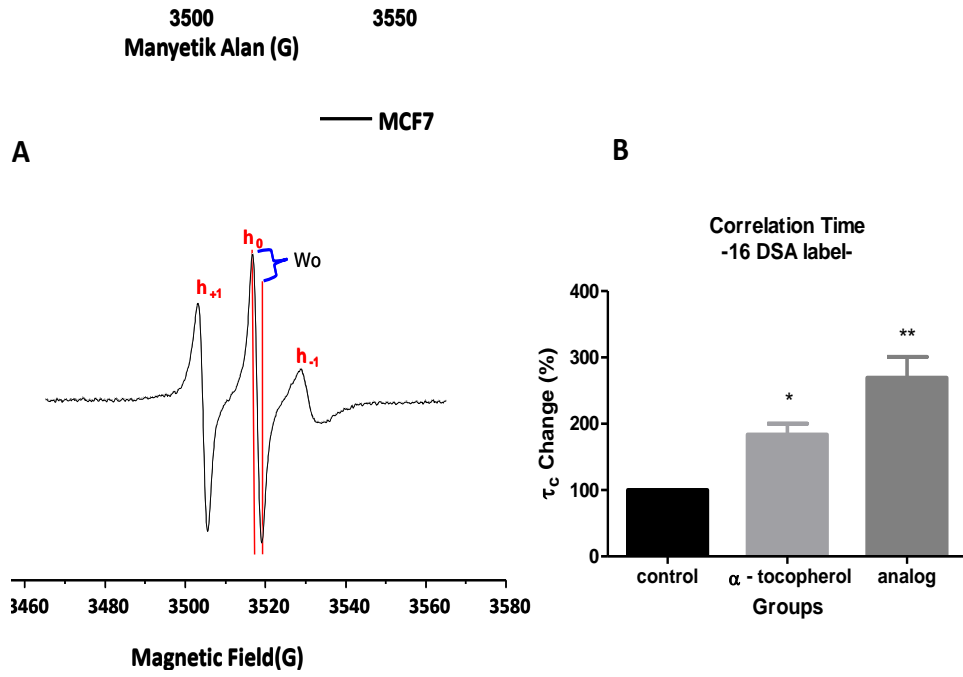 3500 3550
Manyetik Alan (G)
MCF7
A
h0
Wo
h+1
h-1
3460 3480 3500 3520 3540 3560 3580
Magnetic Field(G)
B
Correlation Time
-16 DSA label-
400
300
200
100
0
τc Change (%)
*
**
control α - tocopherol analog
Groups